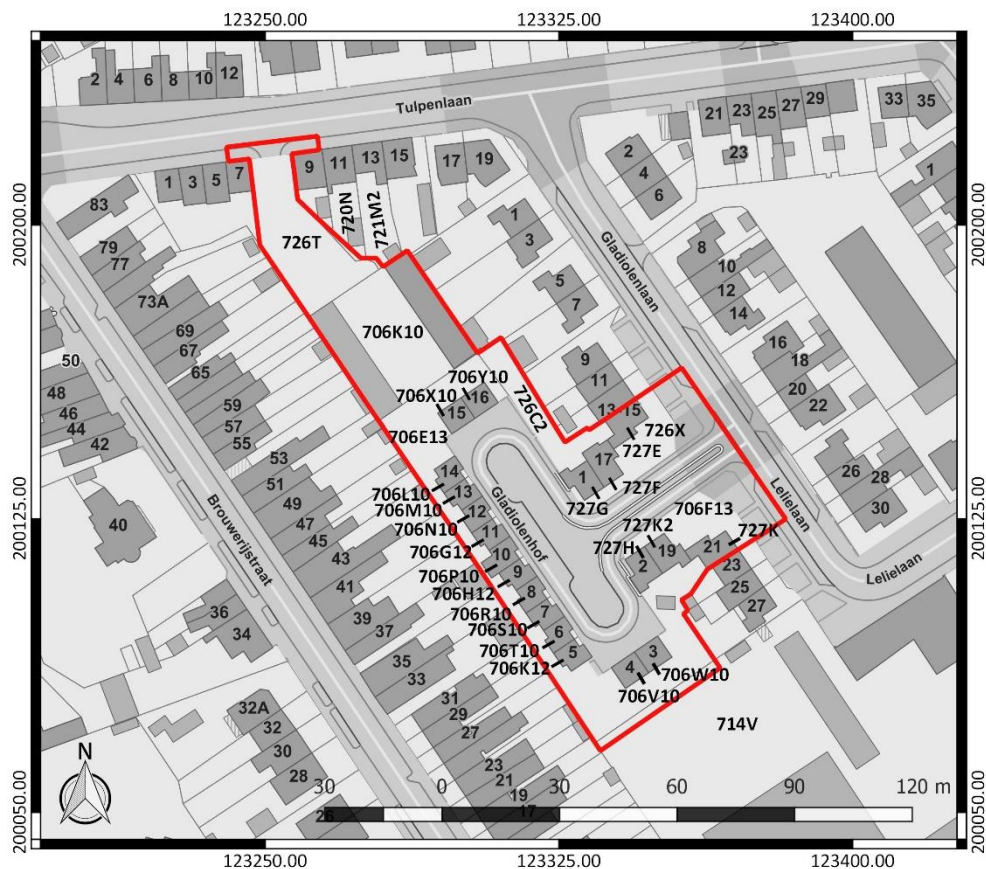 123250.00 123325.00 123400.00
2 4 6 8 10 12
Tulpenlaan
21 23 25 27 29 33 35
23
1 3 5 7 9 11 13 15 17 19
2
4
6
1
83
79
77
73A
69
67
65
59
57
55
53
51
49
47
45
43
41
39
37
35
33
31
29
27
23
21
19
17
50
48
46
44
42
40
36
34
32A
32
30
28
26
Brouwerijstraat
720N
721M2
726T
706K10
1
3
5
7
9
11
13 15
17
1
Gladiolenlaan
8
10
12
14
16
18
20
22
26
28
30
706Y10
706X10
16
15
726C2
706E13
726X
727E
727F
727G
706F13
727K2
727K
727H
19
2
21
23
25
27
Lelielaan
Lelielaan
Gladiolenhof
706L10
706M10
706N10
706G12
706P10
706H12
706R10
706S10
706T10
706K12
14
13
12
11
10
9
8
7
6
5
3
4
706W10
706V10
714V
N
30 0 30 60 90 120 m
200200.00
200125.00
200050.00
200200.00
200125.00
200050.00
123250.00 123325.00 123400.00